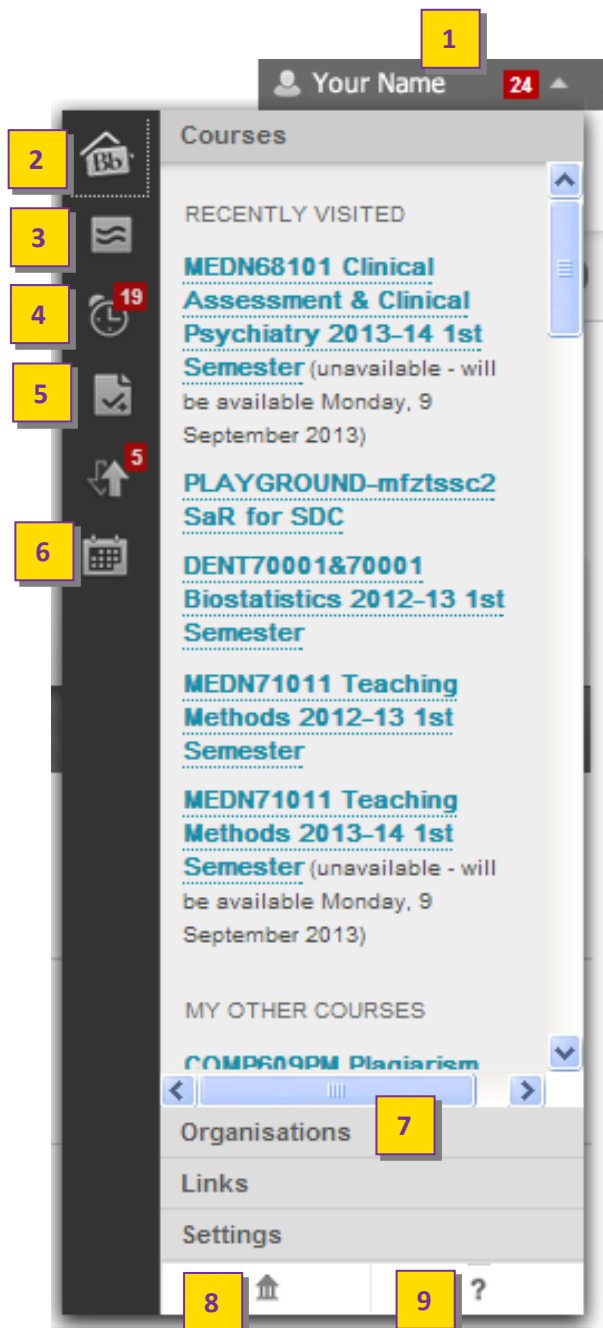 1
Your Name 24
2
Bb
Courses
3
RECENTLY VISITED
MEDN68101 Clinical
4
19
Assessment & Clinical
Psychiatry 2013-14 1st
Semester (unavailable - will
5
be available Monday, 9
September 2013)
5
PLAYGROUND-mfztssc2
SaR for SDC
6
DENT70001&70001
Biostatistics 2012-13 1st
Semester
MEDN71011 Teaching
Methods 2012-13 1st
Semester
MEDN71011 Teaching
Methods 2013-14 1st
Semester (unavailable - will
be available Monday, 9
September 2013)
MY OTHER COURSES
COMP609PM Plagiarism
Organisations 7
Links
Settings
8
9 ?